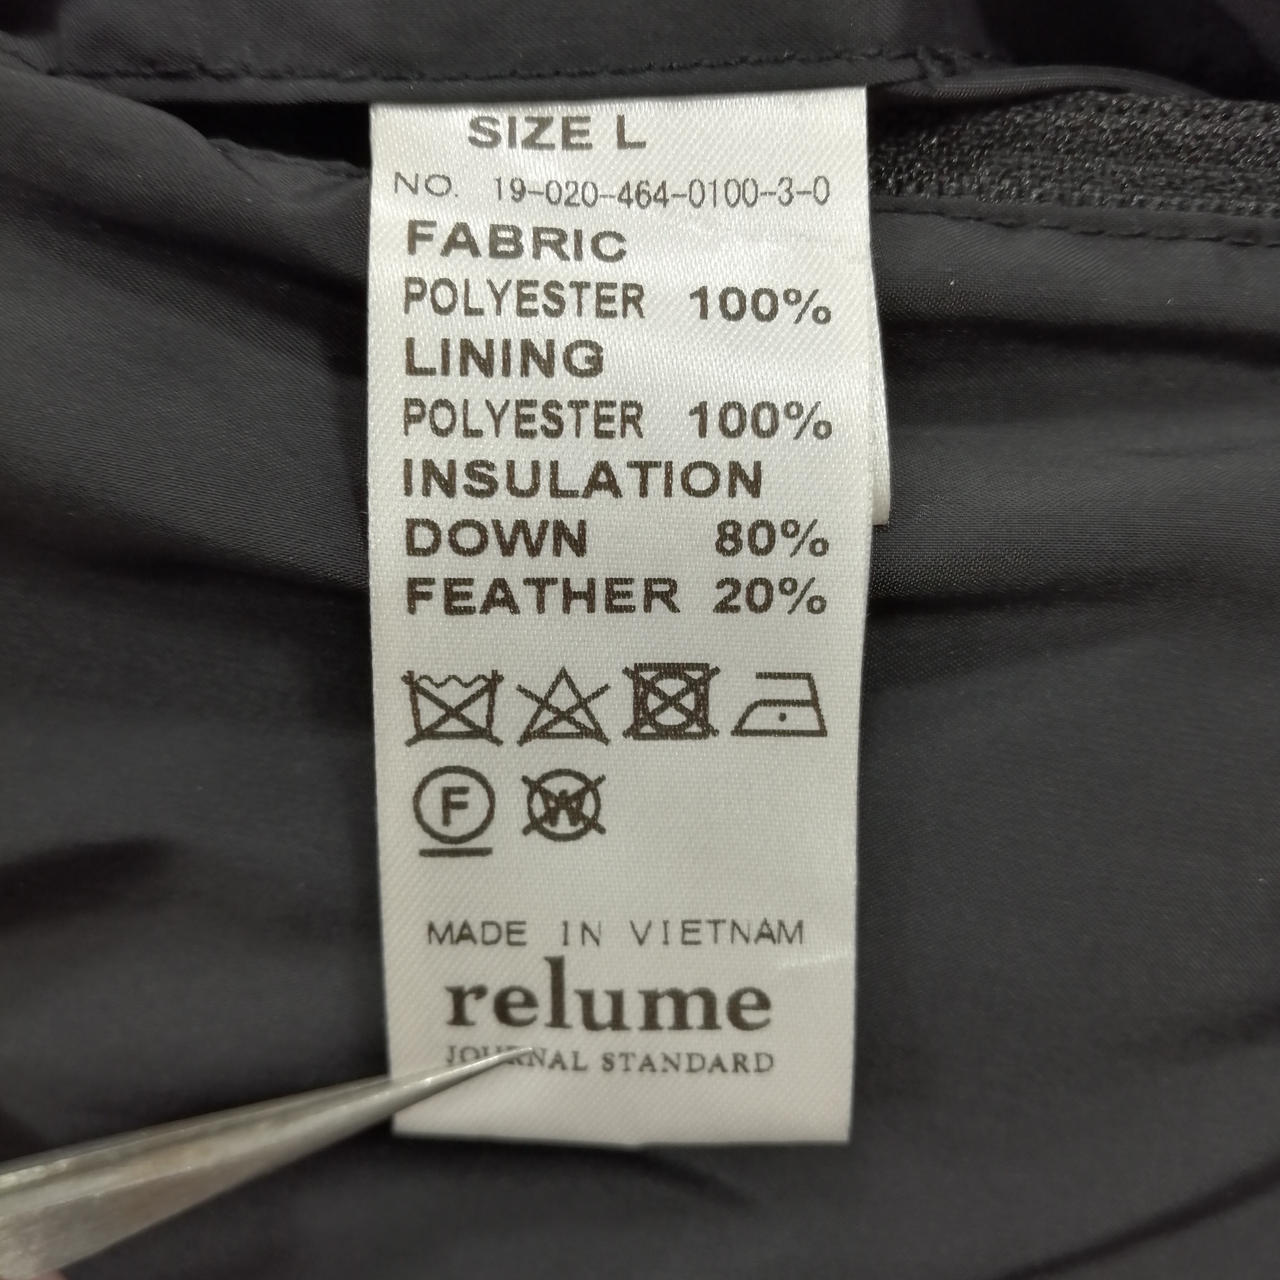 SIZE L
NO. 19-020-464-0100-3-0
FABRIC
POLYESTER 100%
LINING
POLYESTER 100%
INSULATION
DOWN 80%
FEATHER 20%
F W
MADE IN VIETNAM
relume
JOURNAL STANDARD